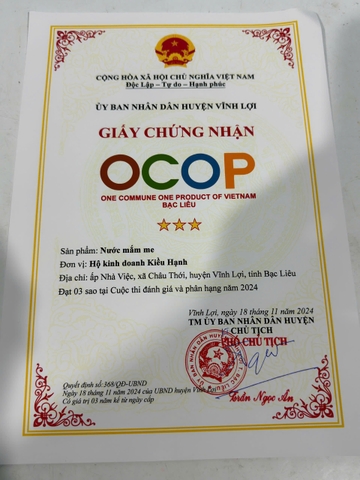 CỘNG HÒA XÃ HỘI CHỦ NGHĨA VIỆT NAM
Độc Lập – Tự do – Hạnh phúc
ỦY BAN NHÂN DÂN HUYỆN VĨNH LỢI
GIẤY CHỨNG NHẬN
OCOP
ONE COMMUNE ONE PRODUCT OF VIETNAM
BẠC LIÊU
Sản phẩm: Nước mắm me
Đơn vị: Hộ kinh doanh Kiều Hạnh
Địa chỉ: ấp Nhà Việc, xã Châu Thới, huyện Vĩnh Lợi, tỉnh Bạc Liêu
Đạt 03 sao tại Cuộc thi đánh giá và phân hạng năm 2024
Vĩnh Lợi, ngày 18 tháng 11 năm 2024
TM ỦY BAN NHÂN DÂN HUYỆN
CHỦ TỊCH
PHÓ CHỦ TỊCH
Quyết định số:368/QĐ-UBND
Ngày 18 tháng 11 năm 2024 của UBND huyện Vĩnh Lợi
Có giá trị 03 năm kể từ ngày cấp
Trần Ngọc Ẩn